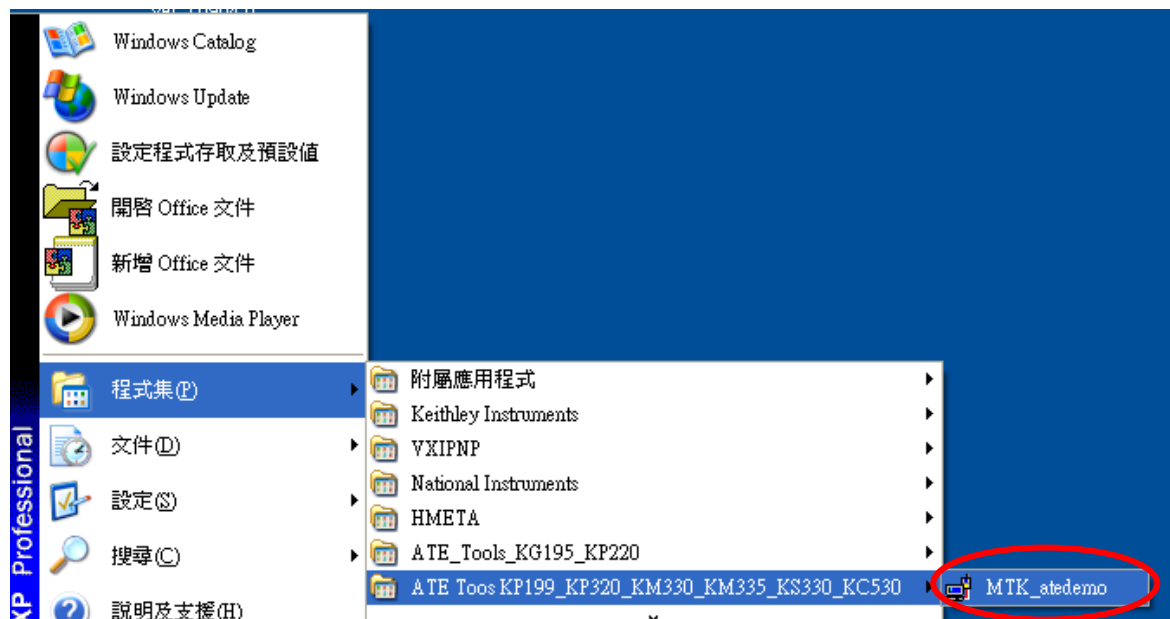 Windows Catalog
Windows Update
設定程式存取及預設值
開啓 Office 文件
新增 Office 文件
Windows Media Player
程式集(P)
文件(D)
設定(S)
搜尋(C)
說明及支援(H)
XP Professional
附屬應用程式
Keithley Instruments
VXIPNP
National Instruments
HMETA
ATE_Tools_KG195_KP220
ATE Toos KP199_KP320_KM330_KM335_KS330_KC530
MTK_atedemo